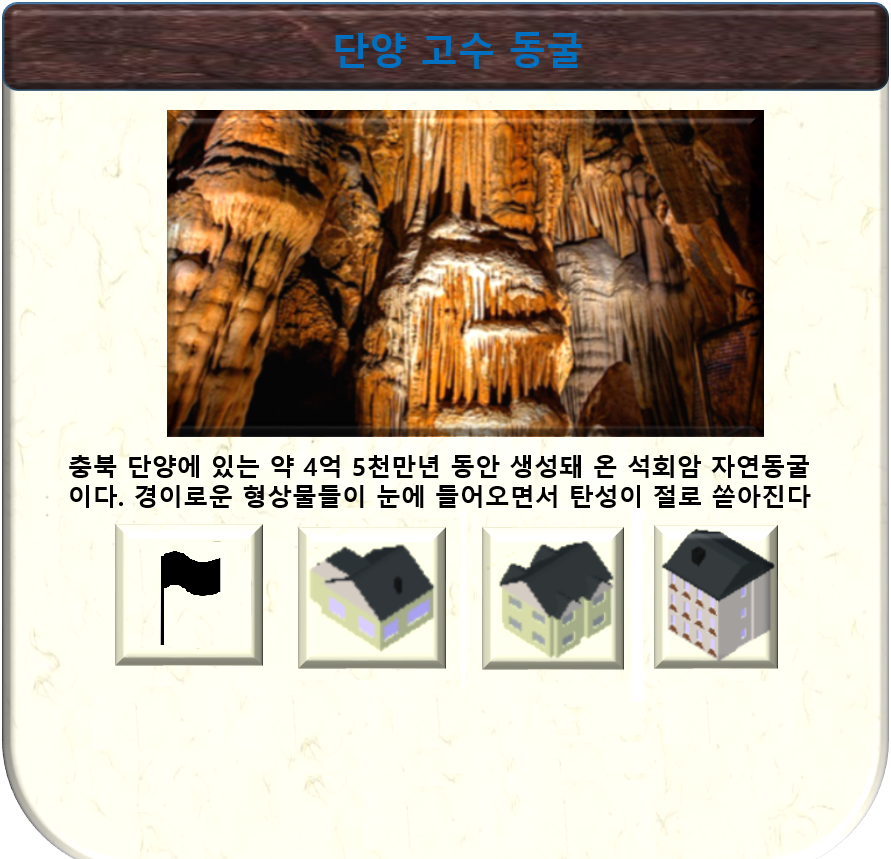 단양 고수 동굴
충북 단양에 있는 약 4억 5천만년 동안 생성돼 온 석회암 자연동굴
이다. 경이로운 형상물들이 눈에 들어오면서 탄성이 절로 쏟아진다